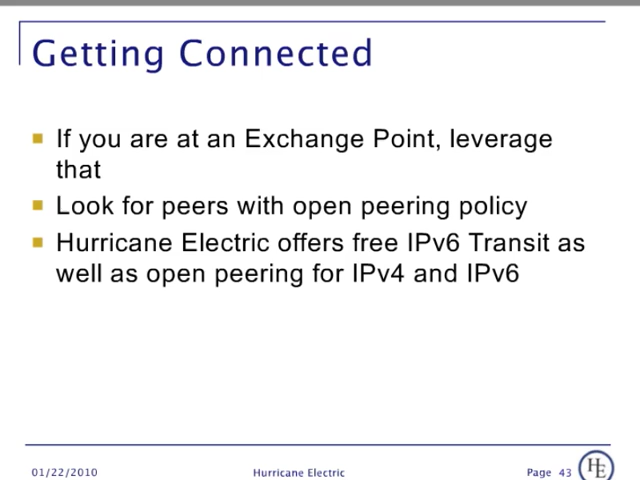 Getting Connected
If you are at an Exchange Point, leverage
that
Look for peers with open peering policy
Hurricane Electric offers free IPv6 Transit as
well as open peering for IPv4 and IPv6
01/22/2010 Hurricane Electric Page 43
HE